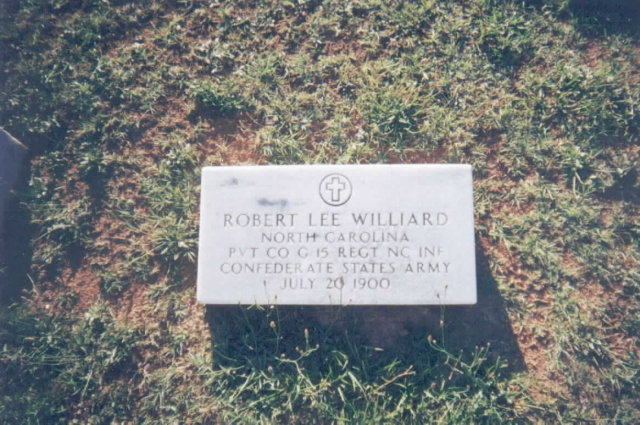 ROBERT LEE WILLIARD
NORTH CAROLINA
PVT CO G 15 REGT NC INF
CONFEDERATE STATES ARMY
JULY 20 1900